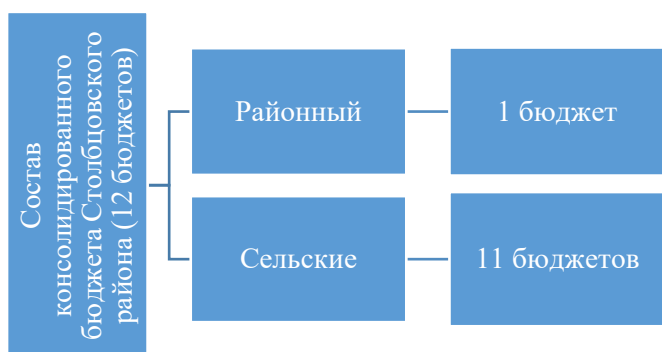 Состав
консолидированного
бюджета Столбцовского
района (12 бюджетов)
Районный
1 бюджет
Сельские
11 бюджетов